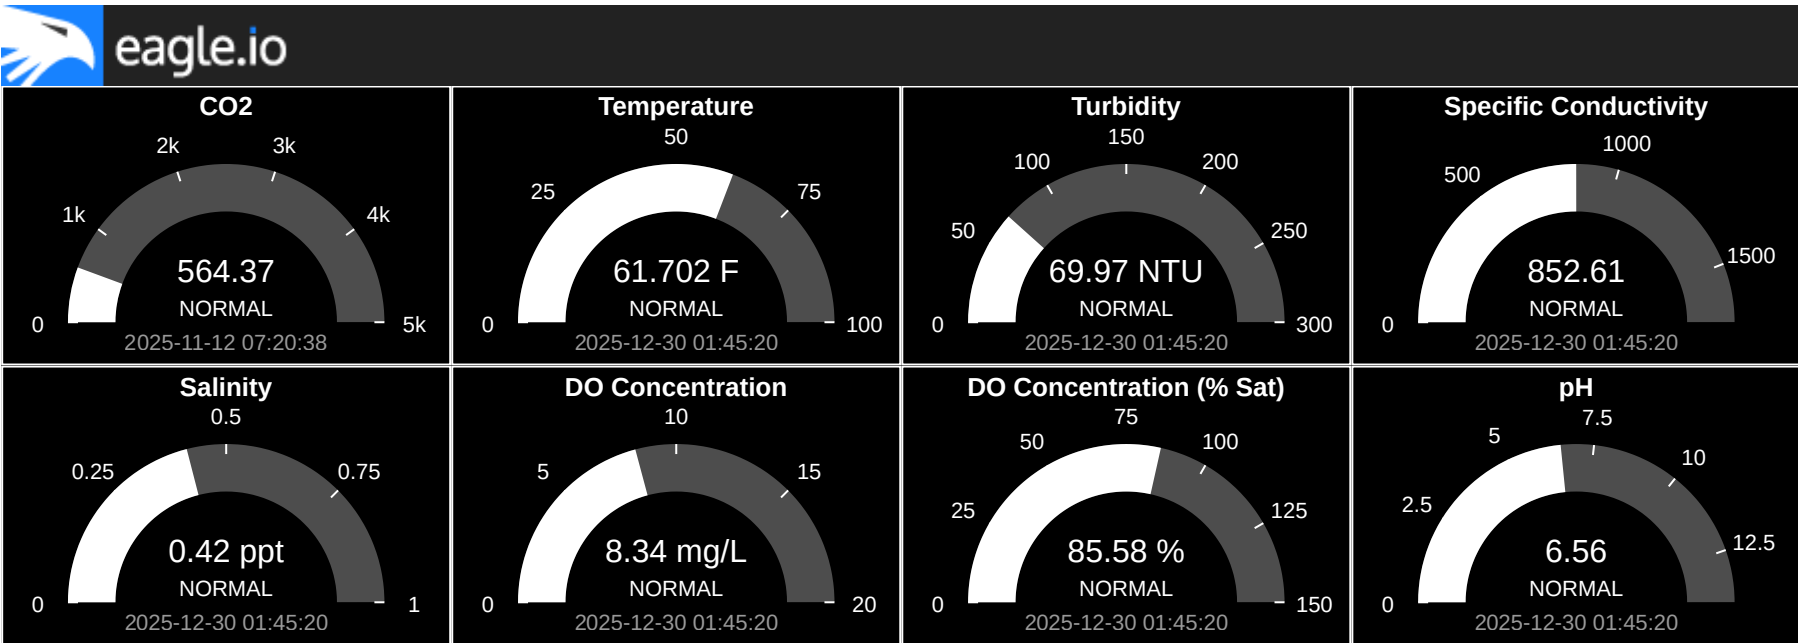 eagle.io
CO2
0
1k
2k
3k
4k
5k
564.37
NORMAL
2025-11-12 07:20:38
Temperature
0
25
50
75
100
61.702 F
NORMAL
2025-12-30 01:45:20
Turbidity
0
50
100
150
200
250
300
69.97 NTU
NORMAL
2025-12-30 01:45:20
Specific Conductivity
0
500
1000
1500
852.61
NORMAL
2025-12-30 01:45:20
Salinity
0
0.25
0.5
0.75
1
0.42 ppt
NORMAL
2025-12-30 01:45:20
DO Concentration
0
5
10
15
20
8.34 mg/L
NORMAL
2025-12-30 01:45:20
DO Concentration (% Sat)
0
25
50
75
100
125
150
85.58 %
NORMAL
2025-12-30 01:45:20
pH
0
2.5
5
7.5
10
12.5
6.56
NORMAL
2025-12-30 01:45:20